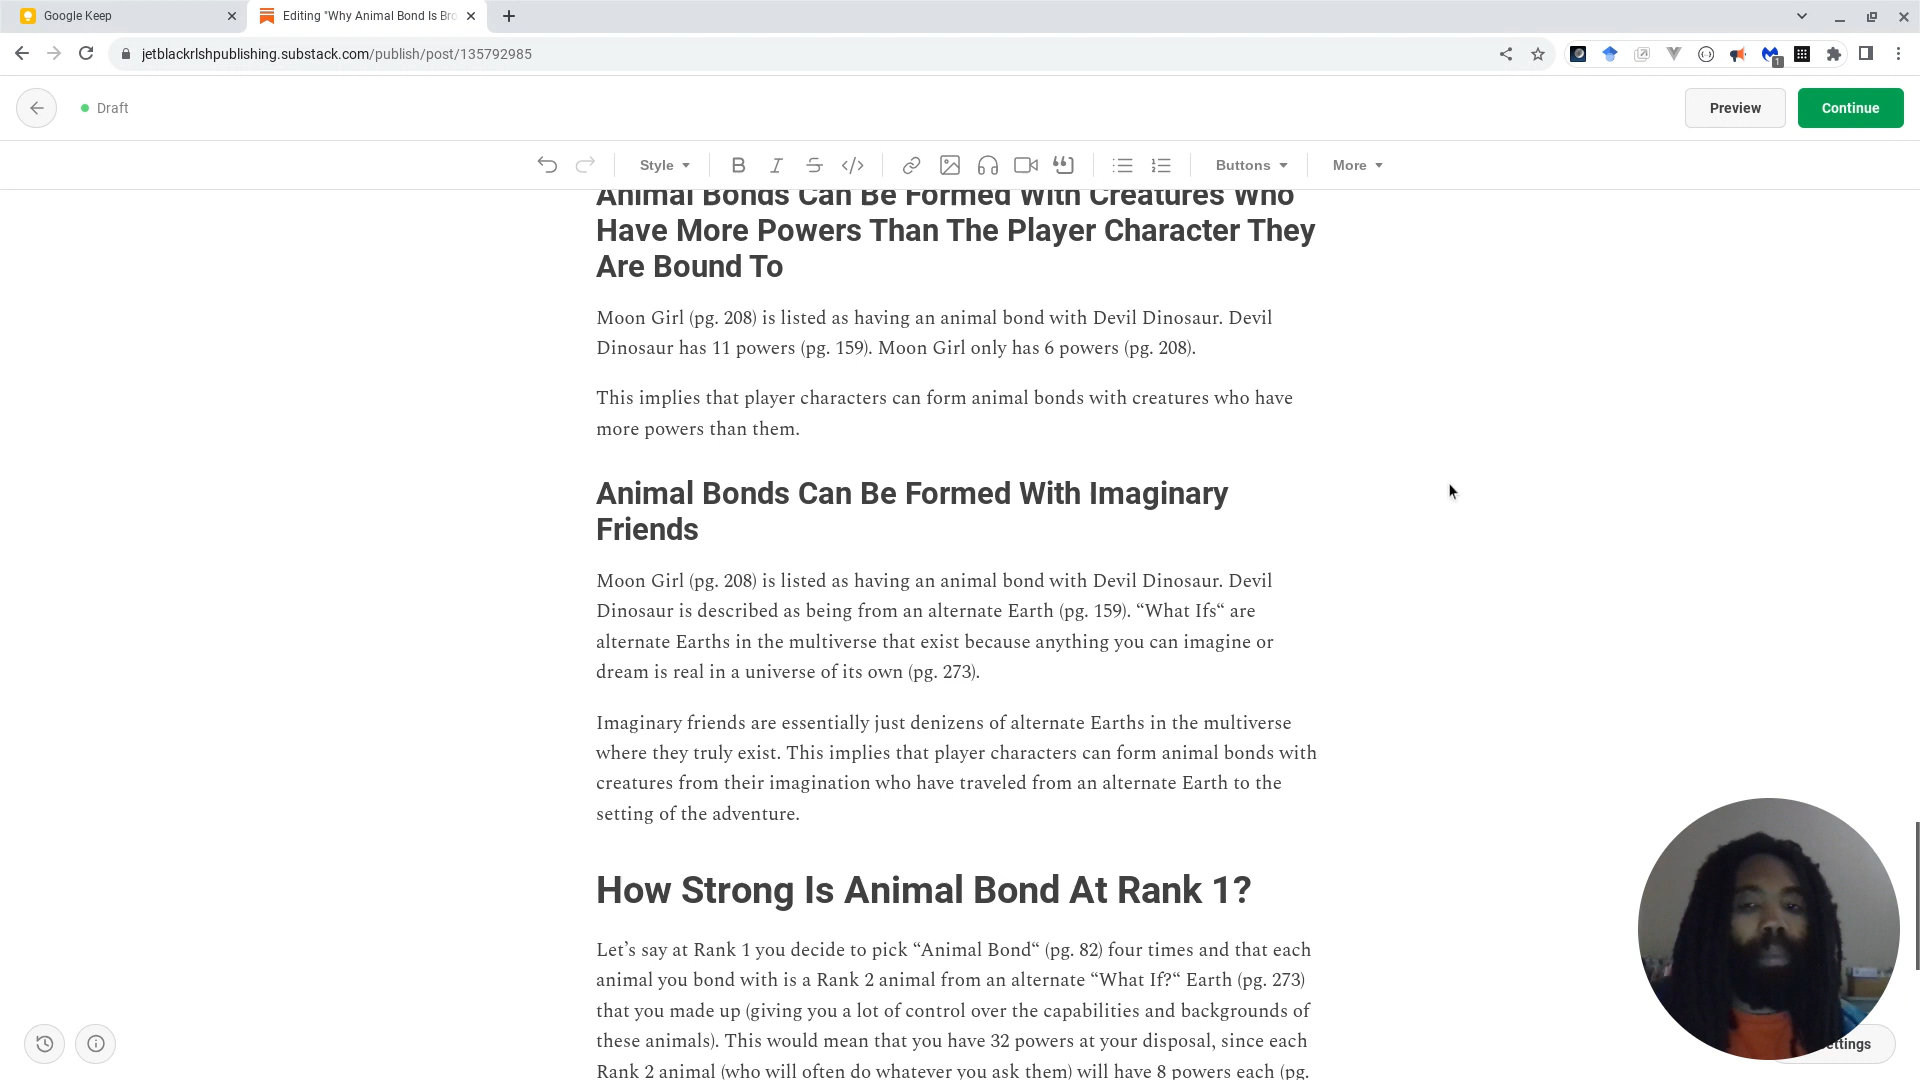 Google Keep
Editing "Why Animal Bond Is Bro
jetblackrlshpublishing.substack.com/publish/post/135792985
1
Draft
Preview
Continue
Style
B
I
S
Buttons
More
Animal Bonds Can Be Formed With Creatures Who
Have More Powers Than The Player Character They
Are Bound To
Moon Girl (pg. 208) is listed as having an animal bond with Devil Dinosaur. Devil
Dinosaur has 11 powers (pg. 159). Moon Girl only has 6 powers (pg. 208).
This implies that player characters can form animal bonds with creatures who have
more powers than them.
Animal Bonds Can Be Formed With Imaginary
Friends
Moon Girl (pg. 208) is listed as having an animal bond with Devil Dinosaur. Devil
Dinosaur is described as being from an alternate Earth (pg. 159). “What Ifs“ are
alternate Earths in the multiverse that exist because anything you can imagine or
dream is real in a universe of its own (pg. 273).
Imaginary friends are essentially just denizens of alternate Earths in the multiverse
where they truly exist. This implies that player characters can form animal bonds with
creatures from their imagination who have traveled from an alternate Earth to the
setting of the adventure.
How Strong Is Animal Bond At Rank 1?
Let’s say at Rank 1 you decide to pick “Animal Bond“ (pg. 82) four times and that each
animal you bond with is a Rank 2 animal from an alternate “What If?“ Earth (pg. 273)
that you made up (giving you a lot of control over the capabilities and backgrounds of
these animals). This would mean that you have 32 powers at your disposal, since each
Rank 2 animal (who will often do whatever you ask them) will have 8 powers each (pg.
ettings